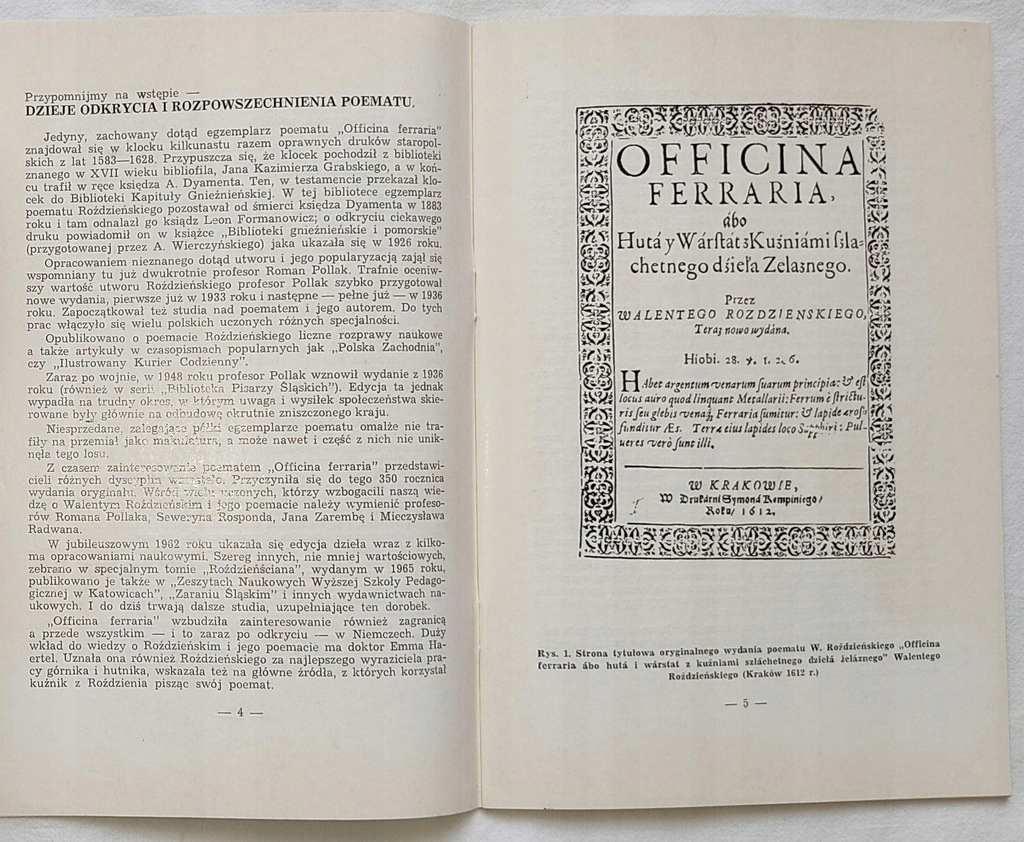 Przypomnijmy na wstępie —
DZIEJE ODKRYCIA I ROZPOWSZECHNIENIA POEMATU.
Jedyny, zachowany dotąd egzemplarz poematu „Officina ferraria”
znajdował się w klocku kilkunastu razem oprawnych druków staropol-
skich z lat 1583—1628. Przypuszcza się, że klocek pochodził z biblioteki
znanego w XVII wieku bibliofila, Jana Kazimierza Grabskiego, a w koń-
cu trafił w ręce księdza A. Dyamenta. Ten, w testamencie przekazał klo-
cek do Biblioteki Kapituły Gnieźnieńskiej. W tej bibliotece egzemplarz
poematu Roździeńskiego pozostawał od śmierci księdza Dyamenta w 1883
roku i tam odnalazł go ksiądz Leon Formanowicz; o odkryciu ciekawego
druku powiadomił on w książce „Biblioteki gnieźnieńskie i pomorskie”
(przygotowanej przez A. Wierczyńskiego) jaka ukazała się w 1926 roku.
Opracowaniem nieznanego dotąd utworu i jego popularyzacją zajął się
wspomniany tu już dwukrotnie profesor Roman Pollak. Trafnie oceniw-
szy wartość utworu Roździeńskiego profesor Pollak szybko przygotował
nowe wydania, pierwsze już w 1933 roku i następne — pełne już — w 1936
roku. Zapoczątkował też studia nad poematem i jego autorem. Do tych
prac włączyło się wielu polskich uczonych różnych specjalności.
Opublikowano o poemacie Roździeńskiego liczne rozprawy naukowe
a także artykuły w czasopismach popularnych jak „Polska Zachodnia”,
czy „Ilustrowany Kurier Codzienny”.
Zaraz po wojnie, w 1948 roku profesor Pollak wznowił wydanie z 1936
roku (również w serii „Biblioteka Pisarzy Śląskich”). Edycja ta jednak
wypadła na trudny okres, w którym uwaga i wysiłek społeczeństwa skie-
rowane były głównie na odbudowę okrutnie zniszczonego kraju.
Niesprzedane, zalegające półki egzemplarze poematu omalże nie tra-
fiły na przemiał jako makulatura, a może nawet i część z nich nie unik-
nęła tego losu.
Z czasem zainteresowanie poematem „Officina ferraria” przedstawi-
cieli różnych dyscyplin wzrastało. Przyczyniła się do tego 350 rocznica
wydania oryginału. Wśród wielu uczonych, którzy wzbogacili naszą wie-
dzę o Walentym Roździeńskim i jego poemacie należy wymienić profeso-
rów Romana Pollaka, Seweryna Rosponda, Jana Zarembę i Mieczysława
Radwana.
W jubileuszowym 1962 roku ukazała się edycja dzieła wraz z kilko-
ma opracowaniami naukowymi. Szereg innych, nie mniej wartościowych,
zebrano w specjalnym tomie „Roździeńściana”, wydanym w 1965 roku,
publikowano je także w „Zeszytach Naukowych Wyższej Szkoły Pedago-
gicznej w Katowicach”, „Zaraniu Śląskim” i innych wydawnictwach na-
ukowych. I do dziś trwają dalsze studia, uzupełniające ten dorobek.
„Officina ferraria” wzbudziła zainteresowanie również zagranicą
a przede wszystkim — i to zaraz po odkryciu — w Niemczech. Duży
wkład do wiedzy o Roździeńskim i jego poemacie ma doktor Emma Ha-
ertel. Uznała ona również Roździeńskiego za najlepszego wyraziciela pra-
cy górnika i hutnika, wskazała też na główne źródła, z których korzystał
kuźnik z Roździenia pisząc swój poemat.
— 4 —
OFFICINA
FERRARIA,
ábo
Hutá y Wárſtát z Kuźniámi ſzla-
chetnego dźieła Zelaznego.
Przez
WALENTEGO ROZDZIENSKIEGO,
Teraz nowo wydána.
Hiobi. 28. ℣. 1. 2. 6.
Habet argentum venarum ſuarum principia: & eſt
locus auro quod linquant Metallarii: Ferrum è ſtrictu-
ris ſeu glebis venaꝫ Ferraria ſumitur: & lapide æroſo
funditur Æs. Terræ eius lapides loco Sapphiri: Pul-
ueres verò ſunt illi.
W KRAKOWIE,
W Drukárni Symoná Kempiniego/
Roku/ 1612.
Rys. 1. Strona tytułowa oryginalnego wydania poematu W. Roździeńskiego „Officina
ferraria ábo hutá i wárstat z kuźniami szláchetnego dziełá żeláznego” Walentego
Roździeńskiego (Kraków 1612 r.)
— 5 —